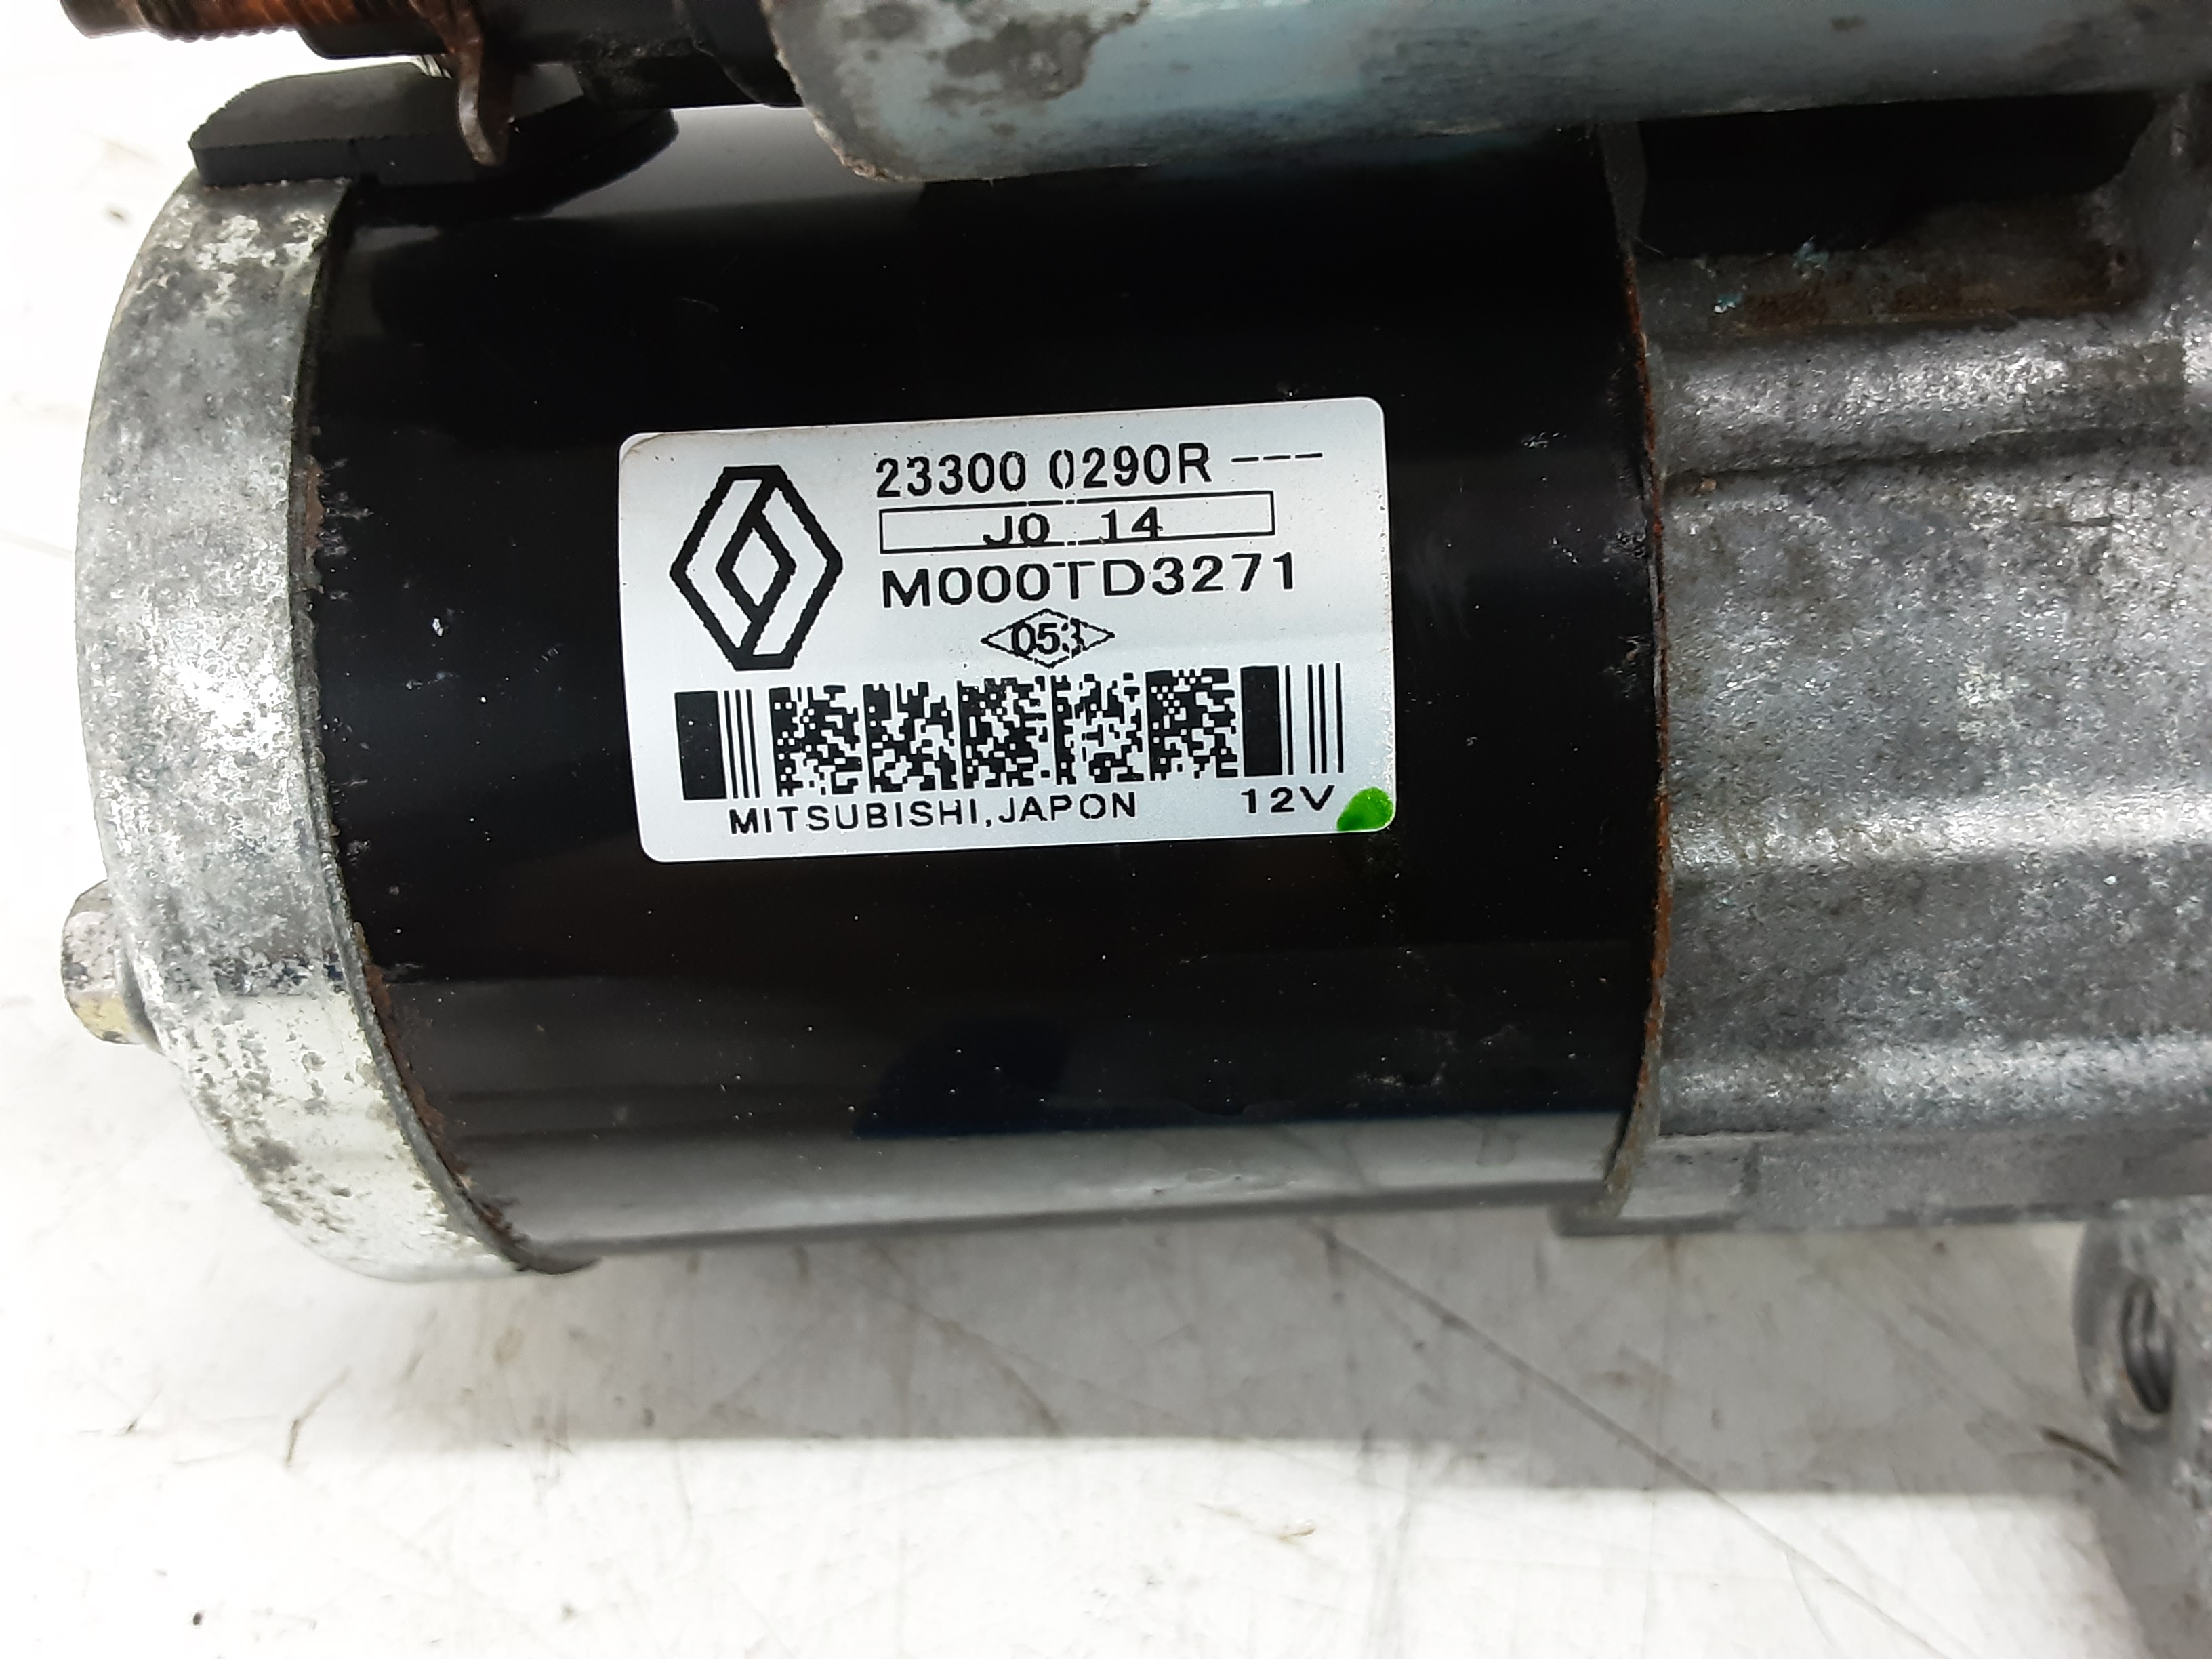 23300 0290R ---
J0 14
M000TD3271
053
MITSUBISHI,JAPON 12V